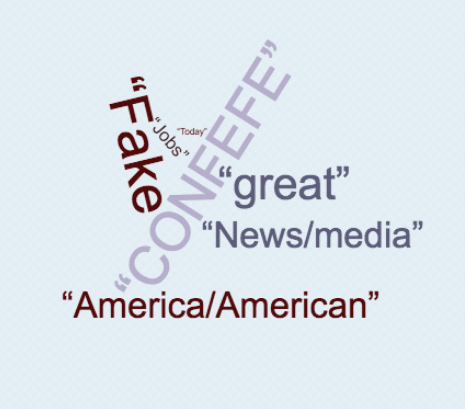 “Fake
“Jobs”
“Today”
“CONFEFE”
“great”
“News/media”
“America/American”